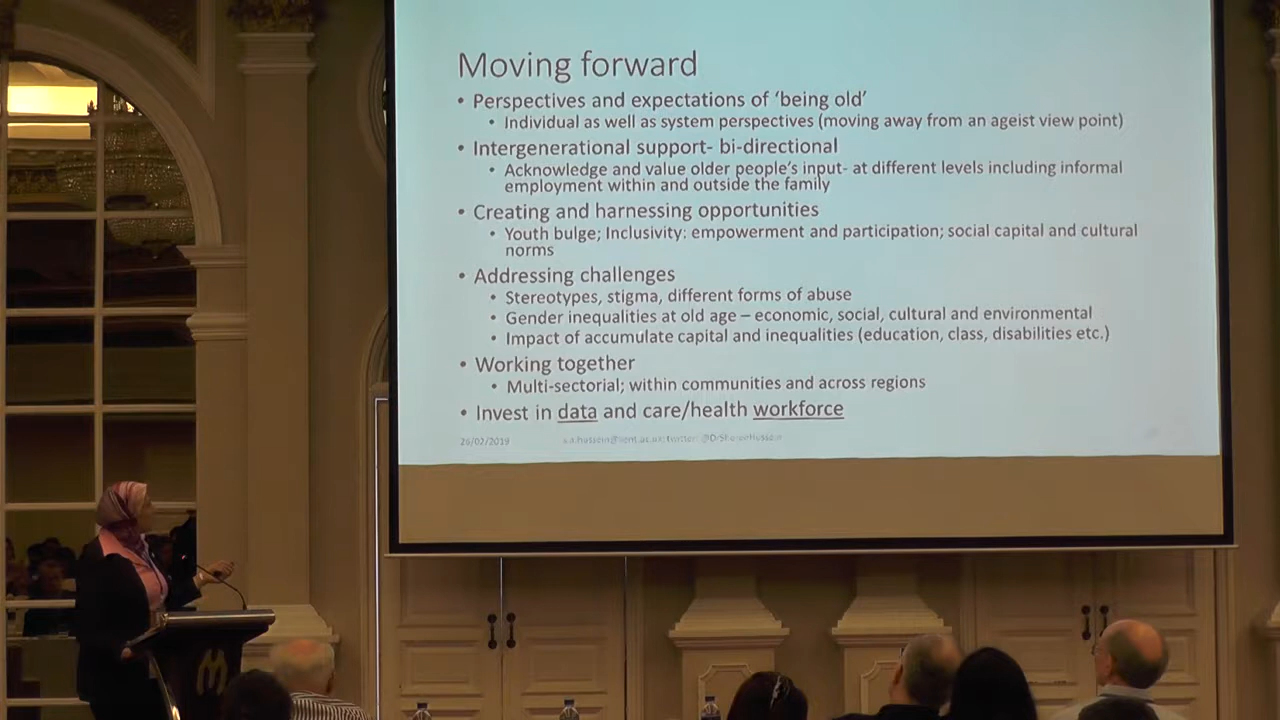 Moving forward
• Perspectives and expectations of ‘being old’
• Individual as well as system perspectives (moving away from an ageist view point)
• Intergenerational support- bi-directional
• Acknowledge and value older people’s input- at different levels including informal
employment within and outside the family
• Creating and harnessing opportunities
• Youth bulge; Inclusivity: empowerment and participation; social capital and cultural
norms
• Addressing challenges
• Stereotypes, stigma, different forms of abuse
• Gender inequalities at old age – economic, social, cultural and environmental
• Impact of accumulate capital and inequalities (education, class, disabilities etc.)
• Working together
• Multi-sectorial; within communities and across regions
• Invest in data and care/health workforce
26/02/2019
M